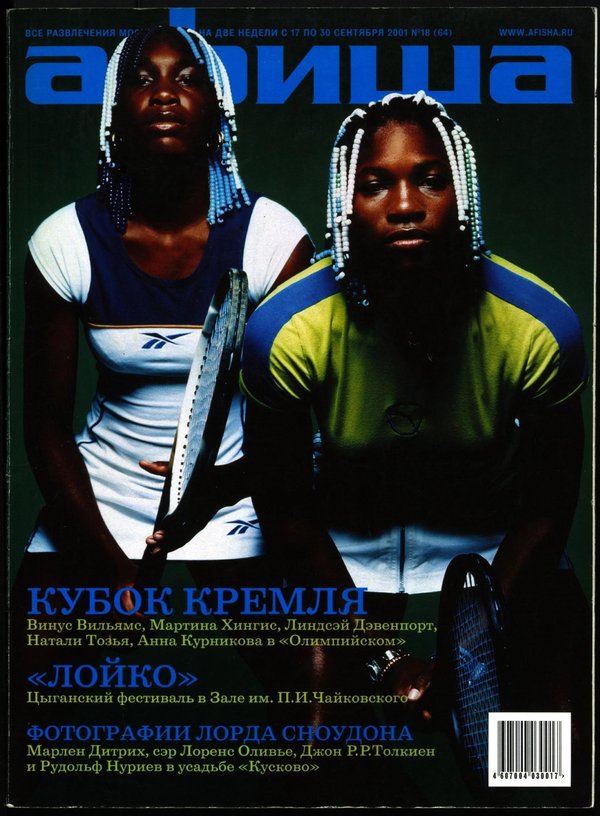 ВСЕ РАЗВЛЕЧЕНИЯ НА ДВЕ НЕДЕЛИ С 17 ПО 30 СЕНТЯБРЯ 2001 №18 (64) WWW.AFISHA.RU
афиша
КУБОК КРЕМЛЯ
Винус Вильямс, Мартина Хингис, Линдсэй Дэвенпорт,
Натали Тозья, Анна Курникова в «Олимпийском»
«ЛОЙКО»
Цыганский фестиваль в Зале им. П.И.Чайковского
ФОТОГРАФИИ ЛОРДА СНОУДОНА
Марлен Дитрих, сэр Лоренс Оливье, Джон Р.Р.Толкиен
и Рудольф Нуриев в усадьбе «Кусково»
4 607004 030017